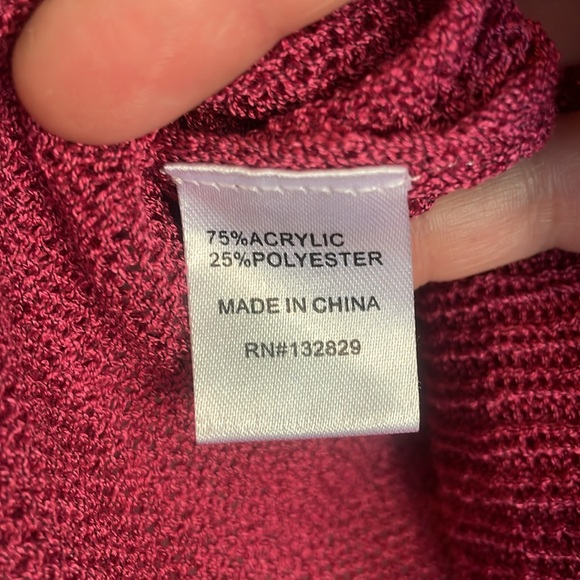 75%ACRYLIC
25%POLYESTER
MADE IN CHINA
RN#132829